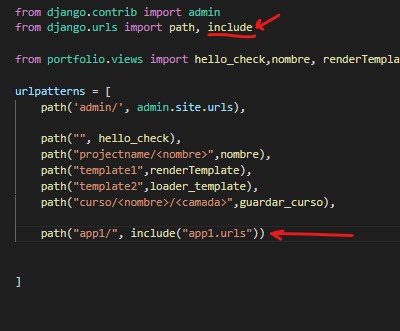 from django.contrib import admin
from django.urls import path, include
from portfolio.views import hello_check,nombre, renderTempla
urlpatterns = [
path('admin/', admin.site.urls),
path("", hello_check),
path("projectname/<nombre>",nombre),
path("template1",renderTemplate),
path("template2",loader_template),
path("curso/<nombre>/<camada>",guardar_curso),
path("app1/", include("app1.urls"))
]